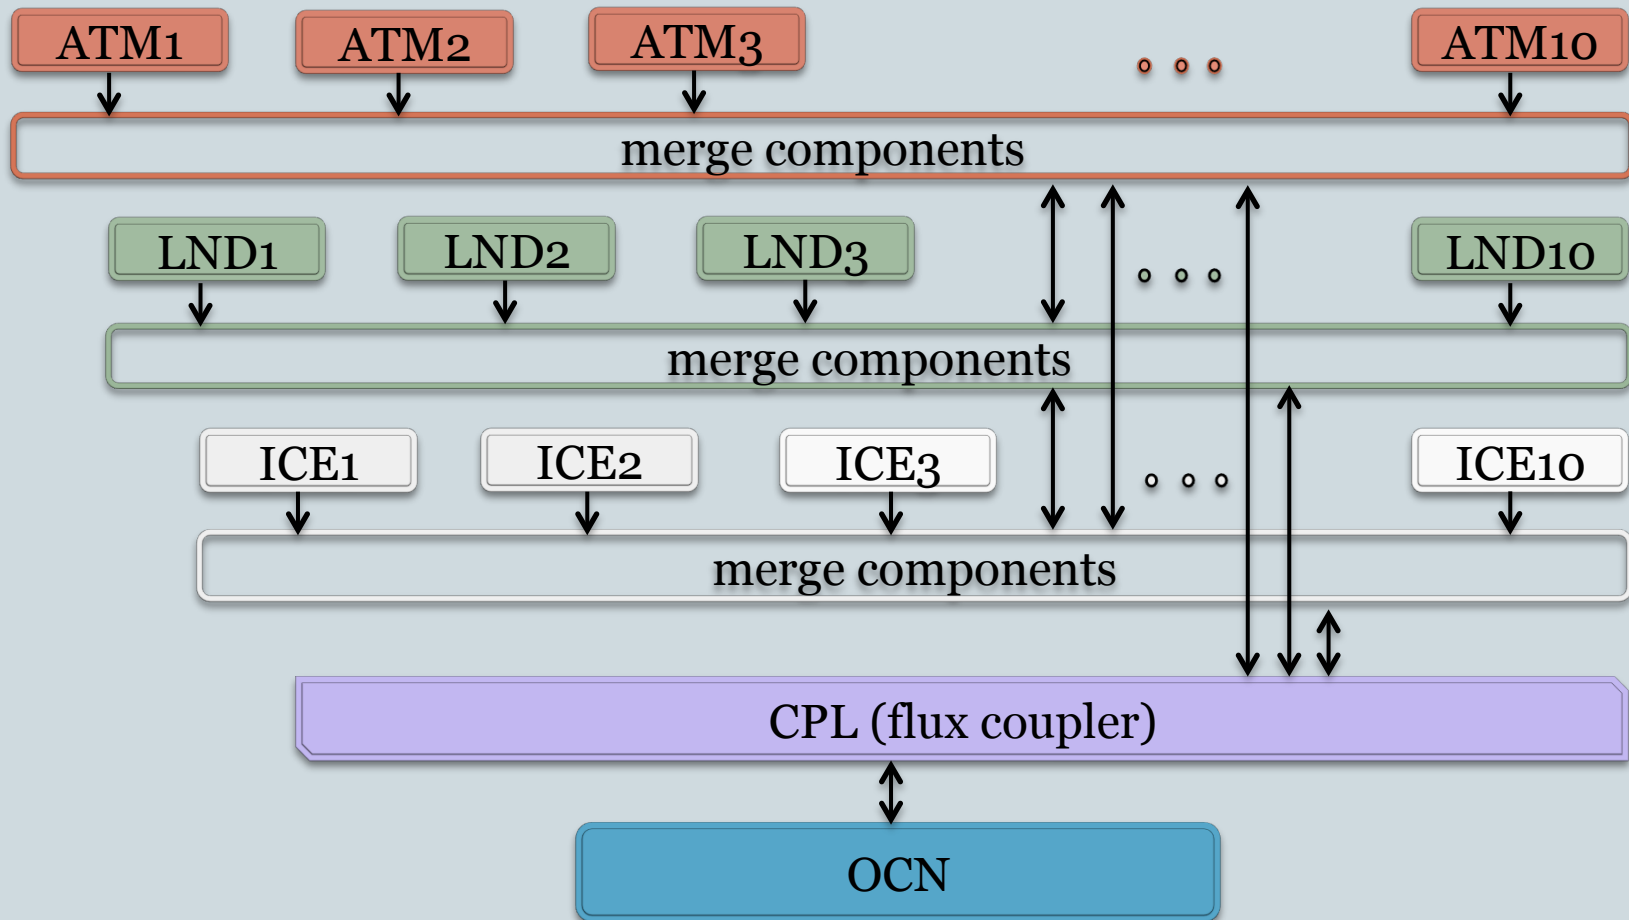 ATM1 ATM2 ATM3 ATM10
merge components
LND1 LND2 LND3 LND10
merge components
ICE1 ICE2 ICE3 ICE10
merge components
CPL (flux coupler)
OCN